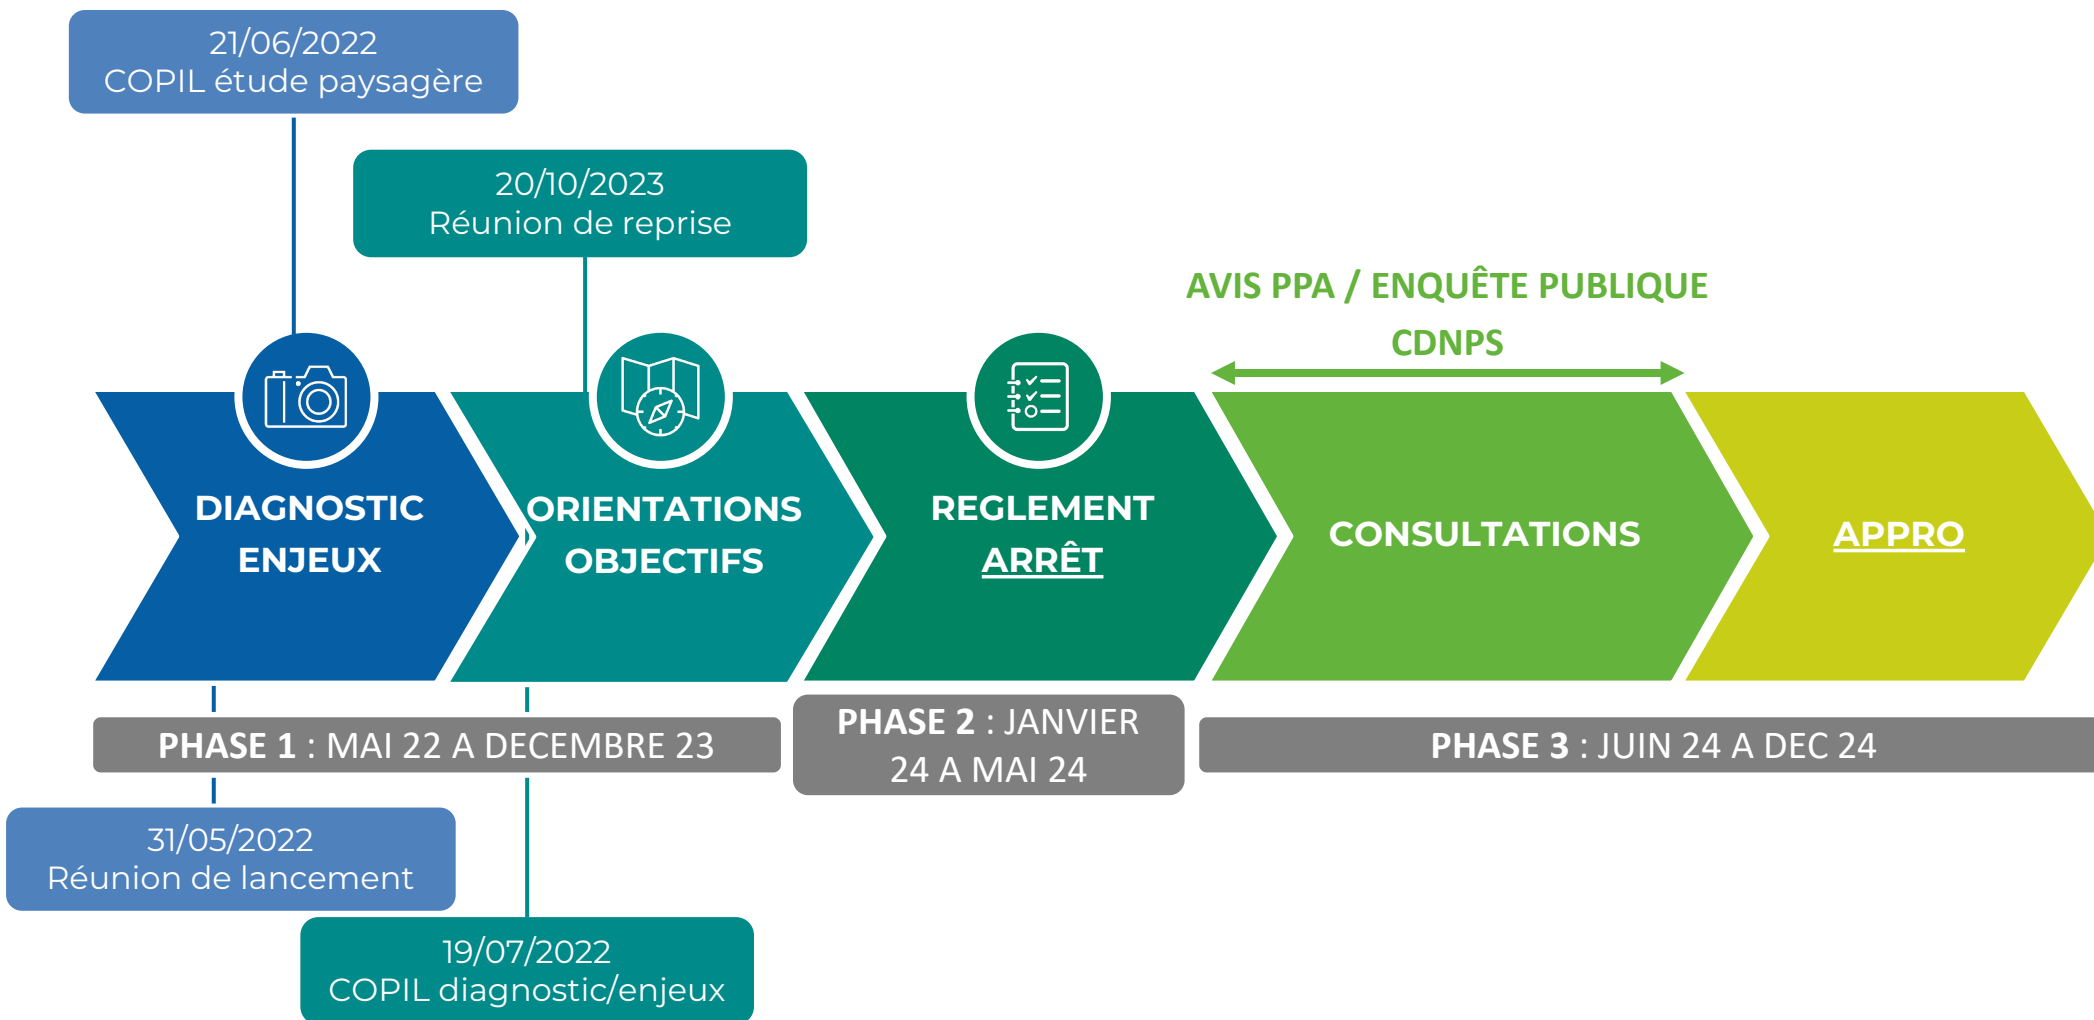 21/06/2022
COPIL étude paysagère
20/10/2023
Réunion de reprise
AVIS PPA / ENQUÊTE PUBLIQUE
CDNPS
DIAGNOSTIC
ENJEUX
ORIENTATIONS
OBJECTIFS
REGLEMENT
ARRÊT
CONSULTATIONS
APPRO
PHASE 1 : MAI 22 A DECEMBRE 23
PHASE 2 : JANVIER
24 A MAI 24
PHASE 3 : JUIN 24 A DEC 24
31/05/2022
Réunion de lancement
19/07/2022
COPIL diagnostic/enjeux